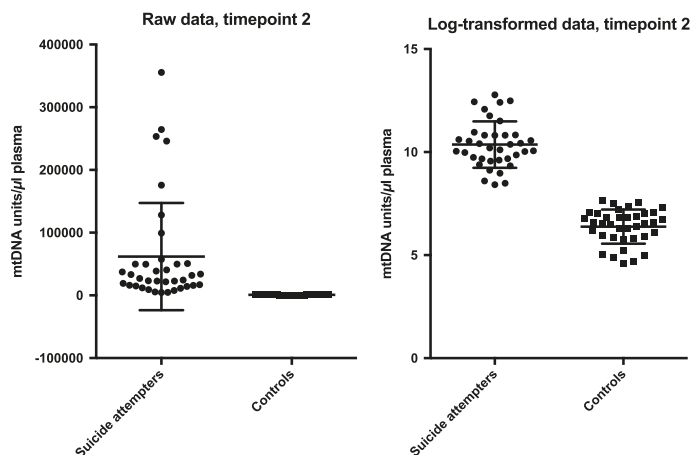 Raw data, timepoint 2
mtDNA units/µl plasma
400000
300000
200000
100000
0
-100000
Suicide attempters
Controls
Log-transformed data, timepoint 2
mtDNA units/µl plasma
15
10
5
0
Suicide attempters
Controls